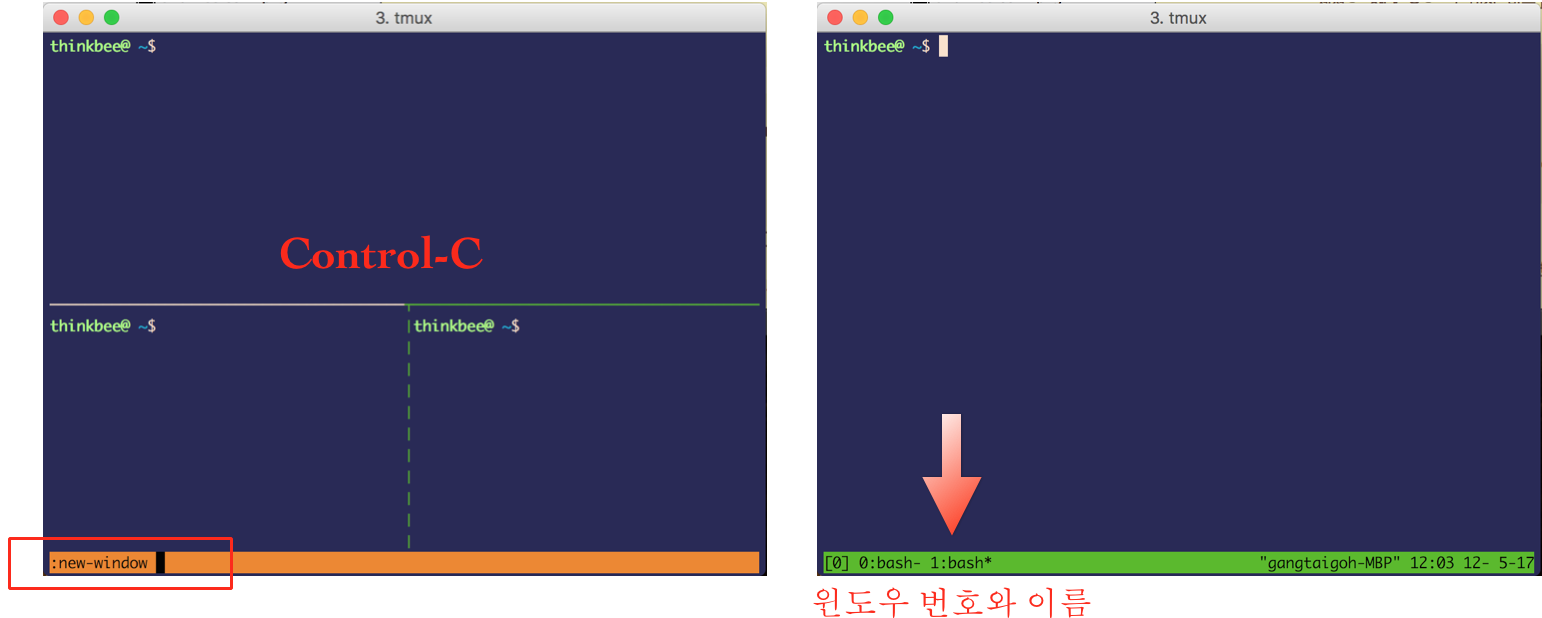 3. tmux
thinkbee@ ~$
Control-C
thinkbee@ ~$ thinkbee@ ~$
:new-window
3. tmux
thinkbee@ ~$
[0] 0:bash- 1:bash* "gangtaigoh-MBP" 12:03 12- 5-17
윈도우 번호와 이름